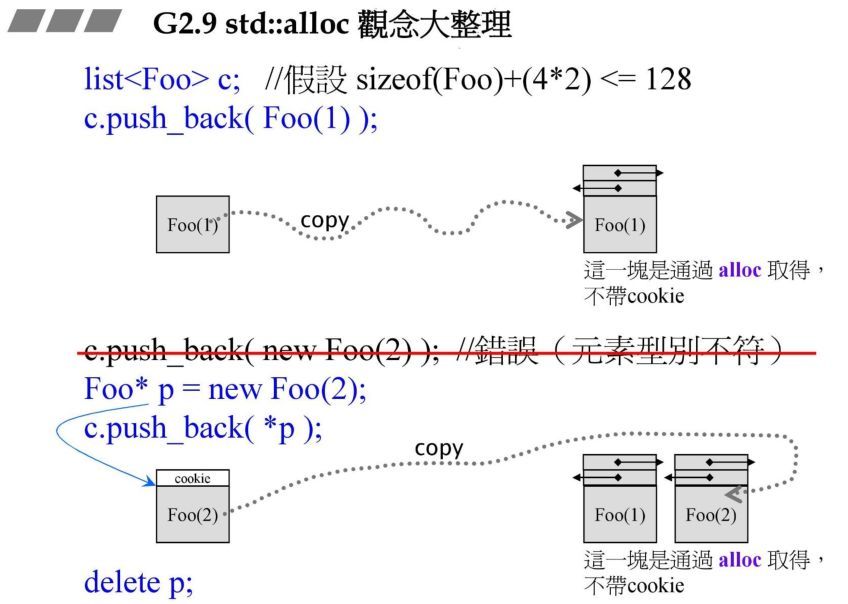 G2.9 std::alloc 觀念大整理
list<Foo> c;   //假設 sizeof(Foo)+(4*2) <= 128
c.push_back( Foo(1) );
Foo(1)
copy
Foo(1)
這一塊是通過 alloc 取得，
不帶cookie
c.push_back( new Foo(2) );  //錯誤（元素型別不符）
Foo* p = new Foo(2);
c.push_back( *p );
copy
cookie
Foo(2)
Foo(1)
Foo(2)
這一塊是通過 alloc 取得，
不帶cookie
delete p;